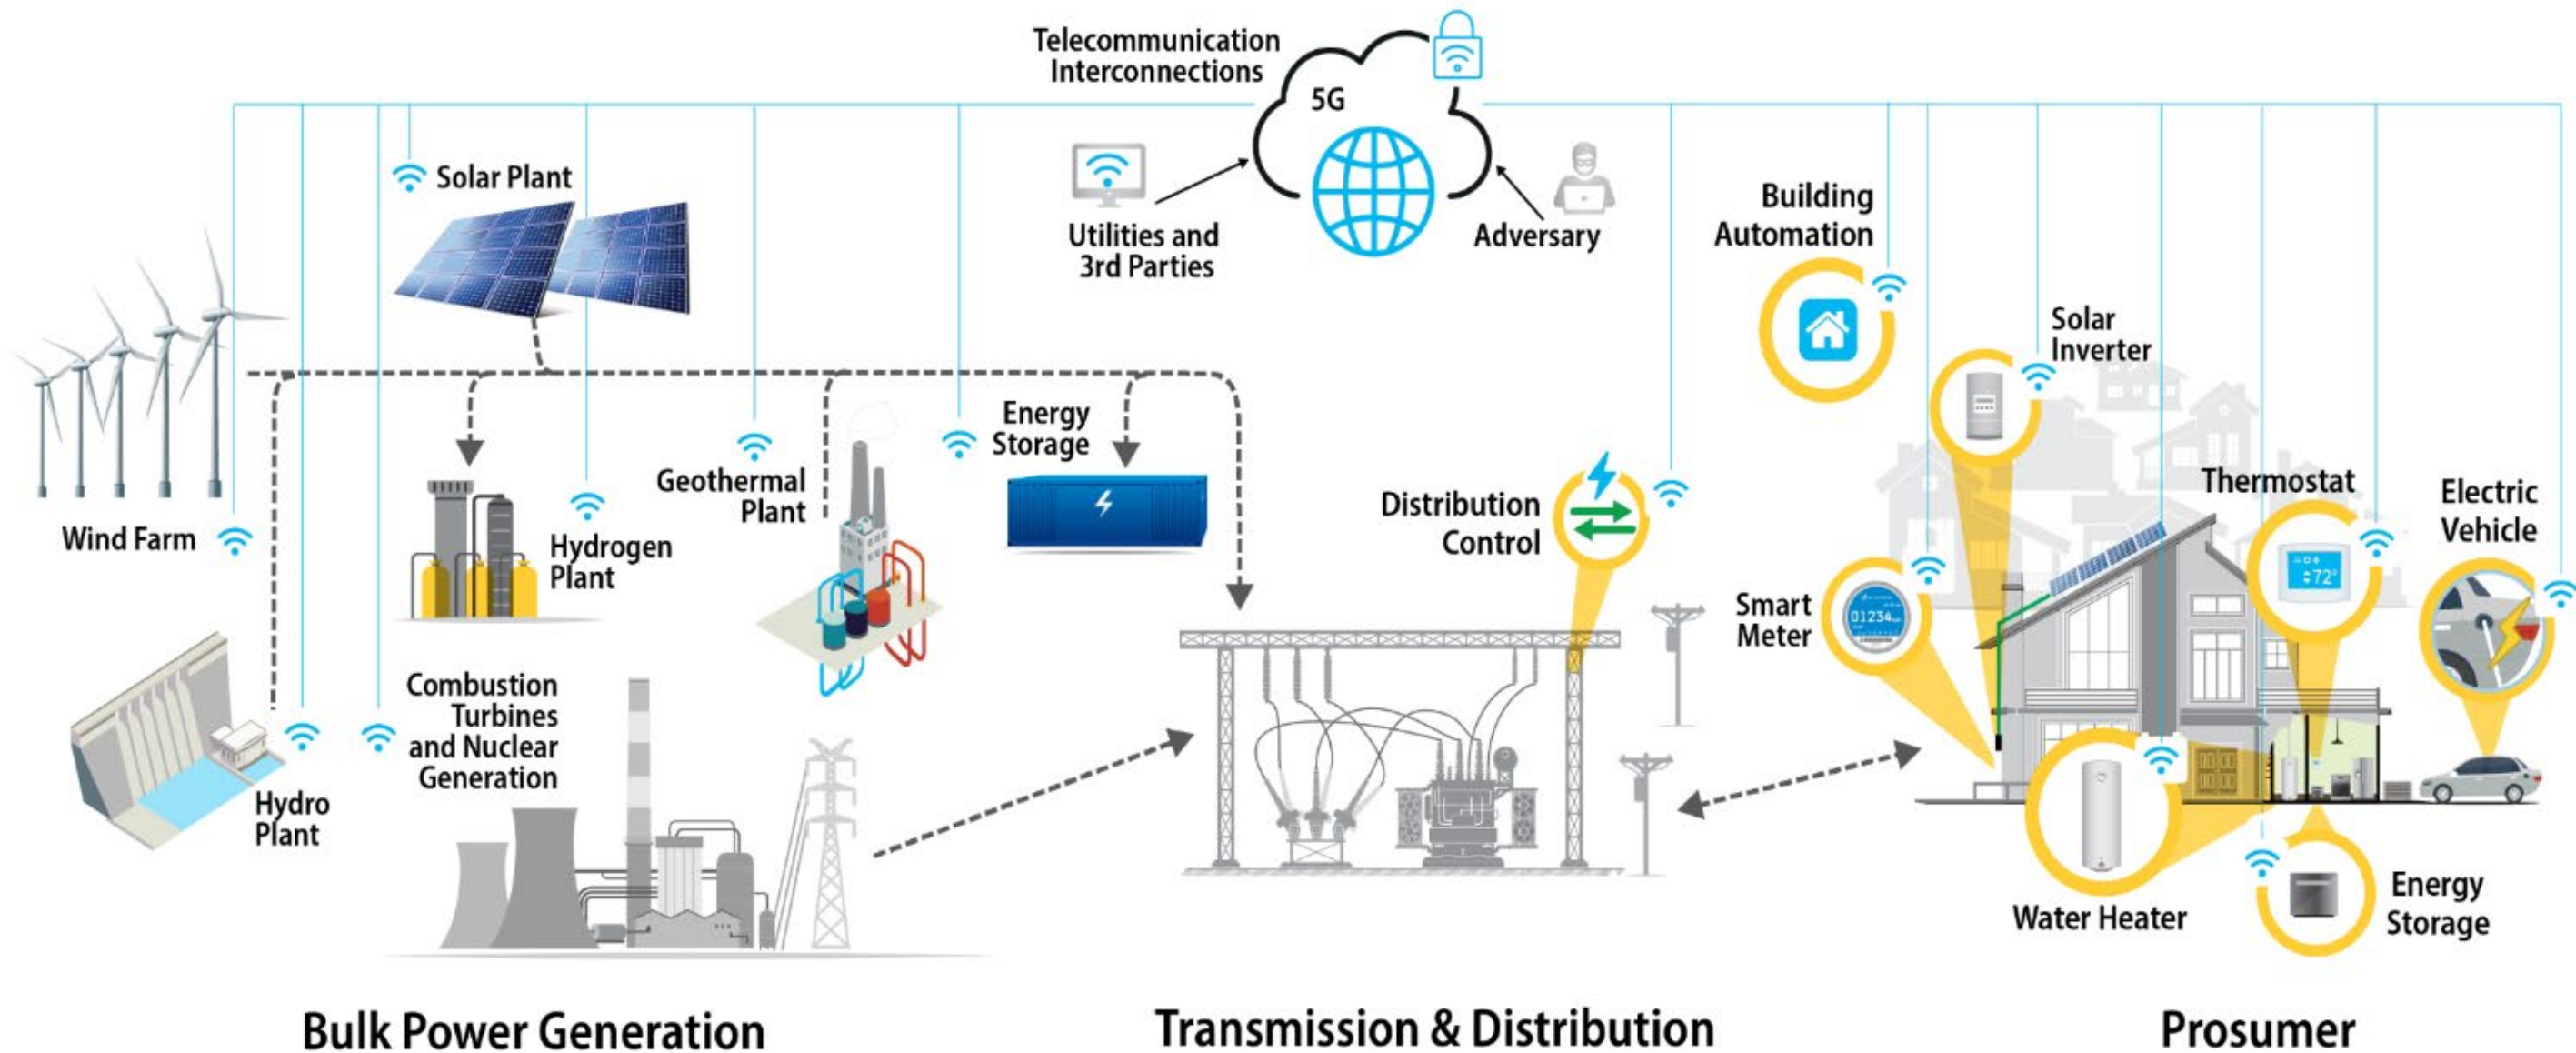 Telecommunication
Interconnections
5G
Solar Plant
Utilities and
3rd Parties
Adversary
Building
Automation
Solar
Inverter
Wind Farm
Hydrogen
Plant
Geothermal
Plant
Energy
Storage
Distribution
Control
Thermostat
72°
Electric
Vehicle
Smart
Meter
01234
Hydro
Plant
Combustion
Turbines
and Nuclear
Generation
Water Heater
Energy
Storage
Bulk Power Generation
Transmission & Distribution
Prosumer